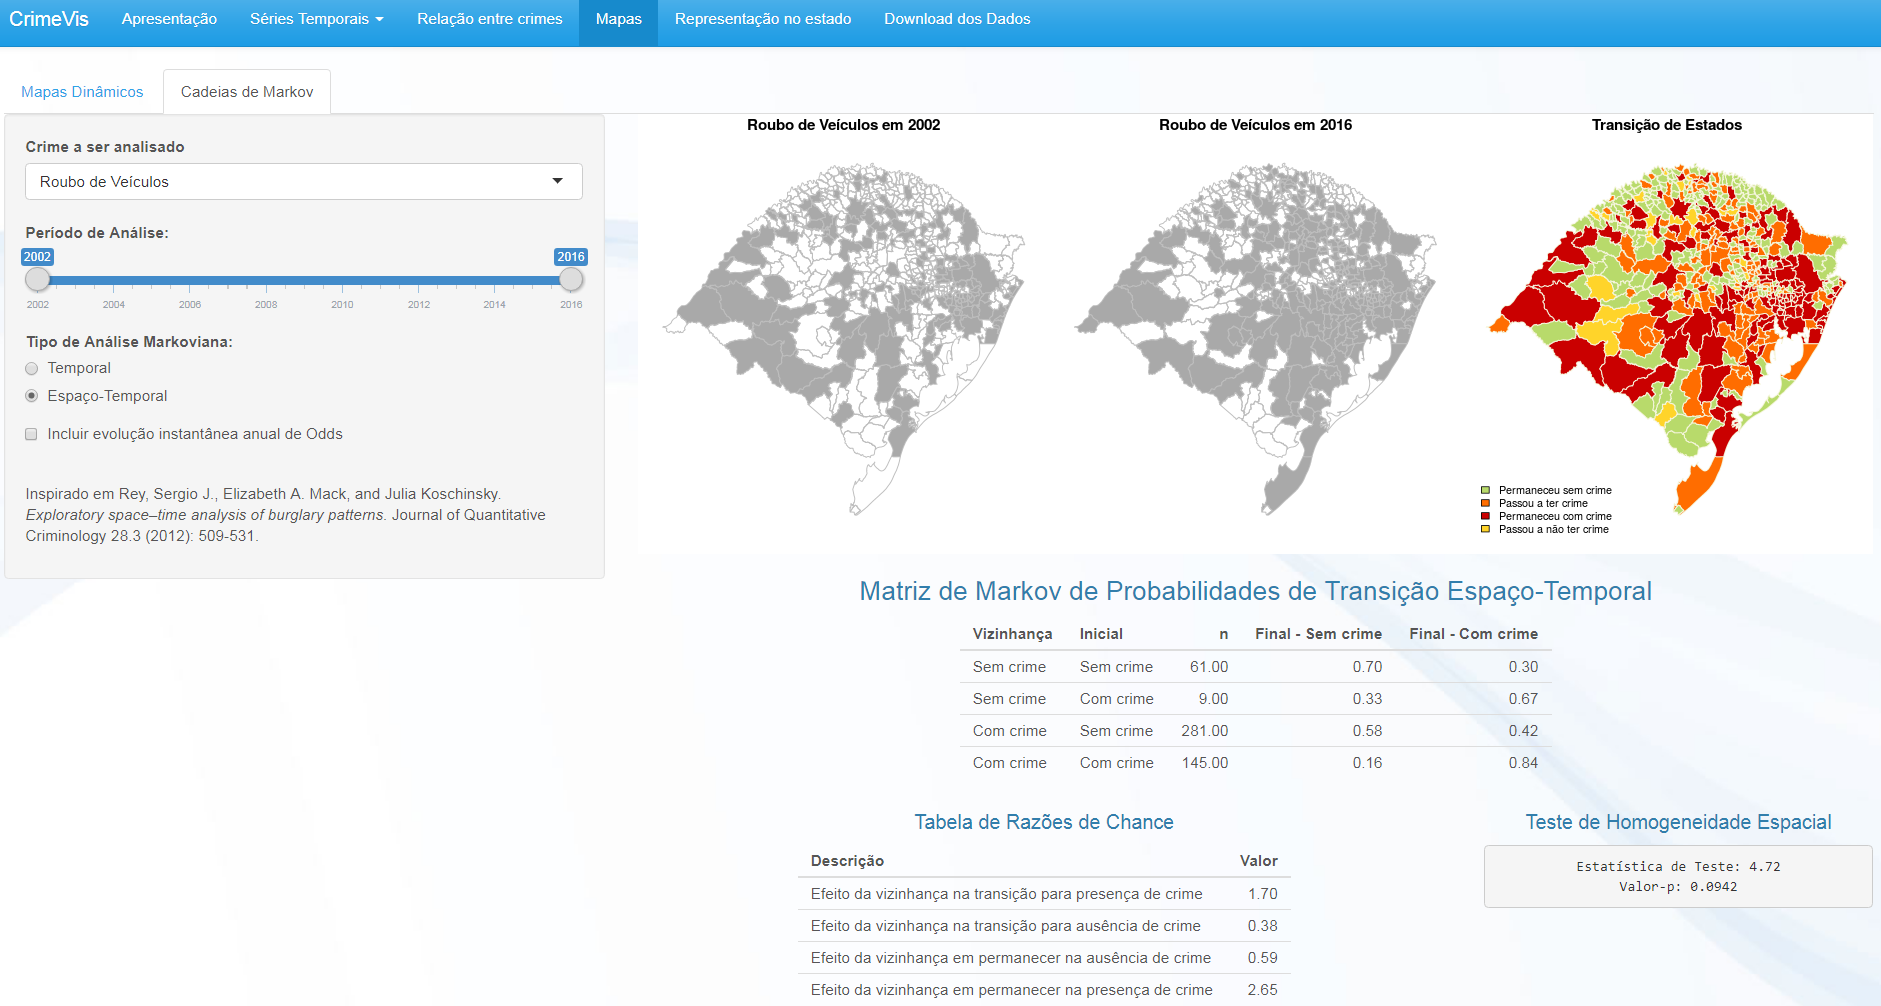 CrimeVis Apresentação Séries Temporais Relação entre crimes Mapas Representação no estado Download dos Dados
Mapas Dinâmicos Cadeias de Markov
Crime a ser analisado
Roubo de Veículos
Período de Análise:
2002 2016
2002 2004 2006 2008 2010 2012 2014 2016
Tipo de Análise Markoviana:
Temporal
Espaço-Temporal
Incluir evolução instantânea anual de Odds
Inspirado em Rey, Sergio J., Elizabeth A. Mack, and Julia Koschinsky.
Exploratory space–time analysis of burglary patterns. Journal of Quantitative
Criminology 28.3 (2012): 509-531.
Roubo de Veículos em 2002 Roubo de Veículos em 2016 Transição de Estados
Permaneceu sem crime
Passou a ter crime
Permaneceu com crime
Passou a não ter crime
Matriz de Markov de Probabilidades de Transição Espaço-Temporal
Vizinhança Inicial n Final - Sem crime Final - Com crime
Sem crime Sem crime 61.00 0.70 0.30
Sem crime Com crime 9.00 0.33 0.67
Com crime Sem crime 281.00 0.58 0.42
Com crime Com crime 145.00 0.16 0.84
Tabela de Razões de Chance
Descrição Valor
Efeito da vizinhança na transição para presença de crime 1.70
Efeito da vizinhança na transição para ausência de crime 0.38
Efeito da vizinhança em permanecer na ausência de crime 0.59
Efeito da vizinhança em permanecer na presença de crime 2.65
Teste de Homogeneidade Espacial
Estatística de Teste: 4.72
Valor-p: 0.0942